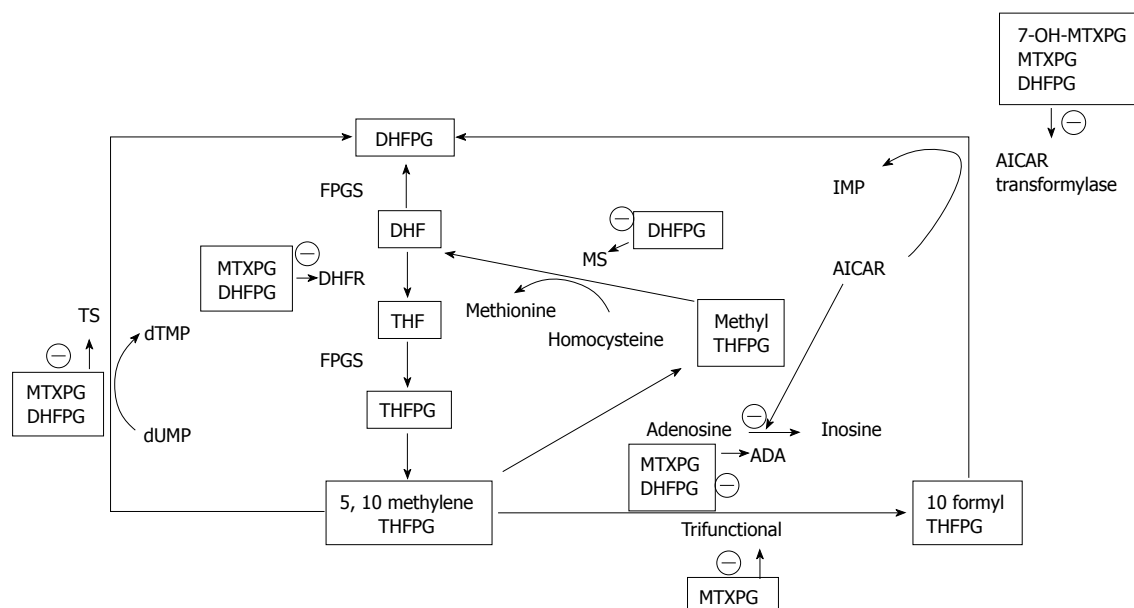 7-OH-MTXPG
MTXPG
DHFPG
AICAR
transformylase
DHFPG
FPGS
IMP
DHF
DHFPG
MS
AICAR
MTXPG
DHFPG
DHFR
Methionine
Homocysteine
Methyl
THFPG
TS
dTMP
THF
FPGS
MTXPG
DHFPG
dUMP
THFPG
Adenosine
Inosine
MTXPG
DHFPG
ADA
5, 10 methylene
THFPG
10 formyl
THFPG
Trifunctional
MTXPG